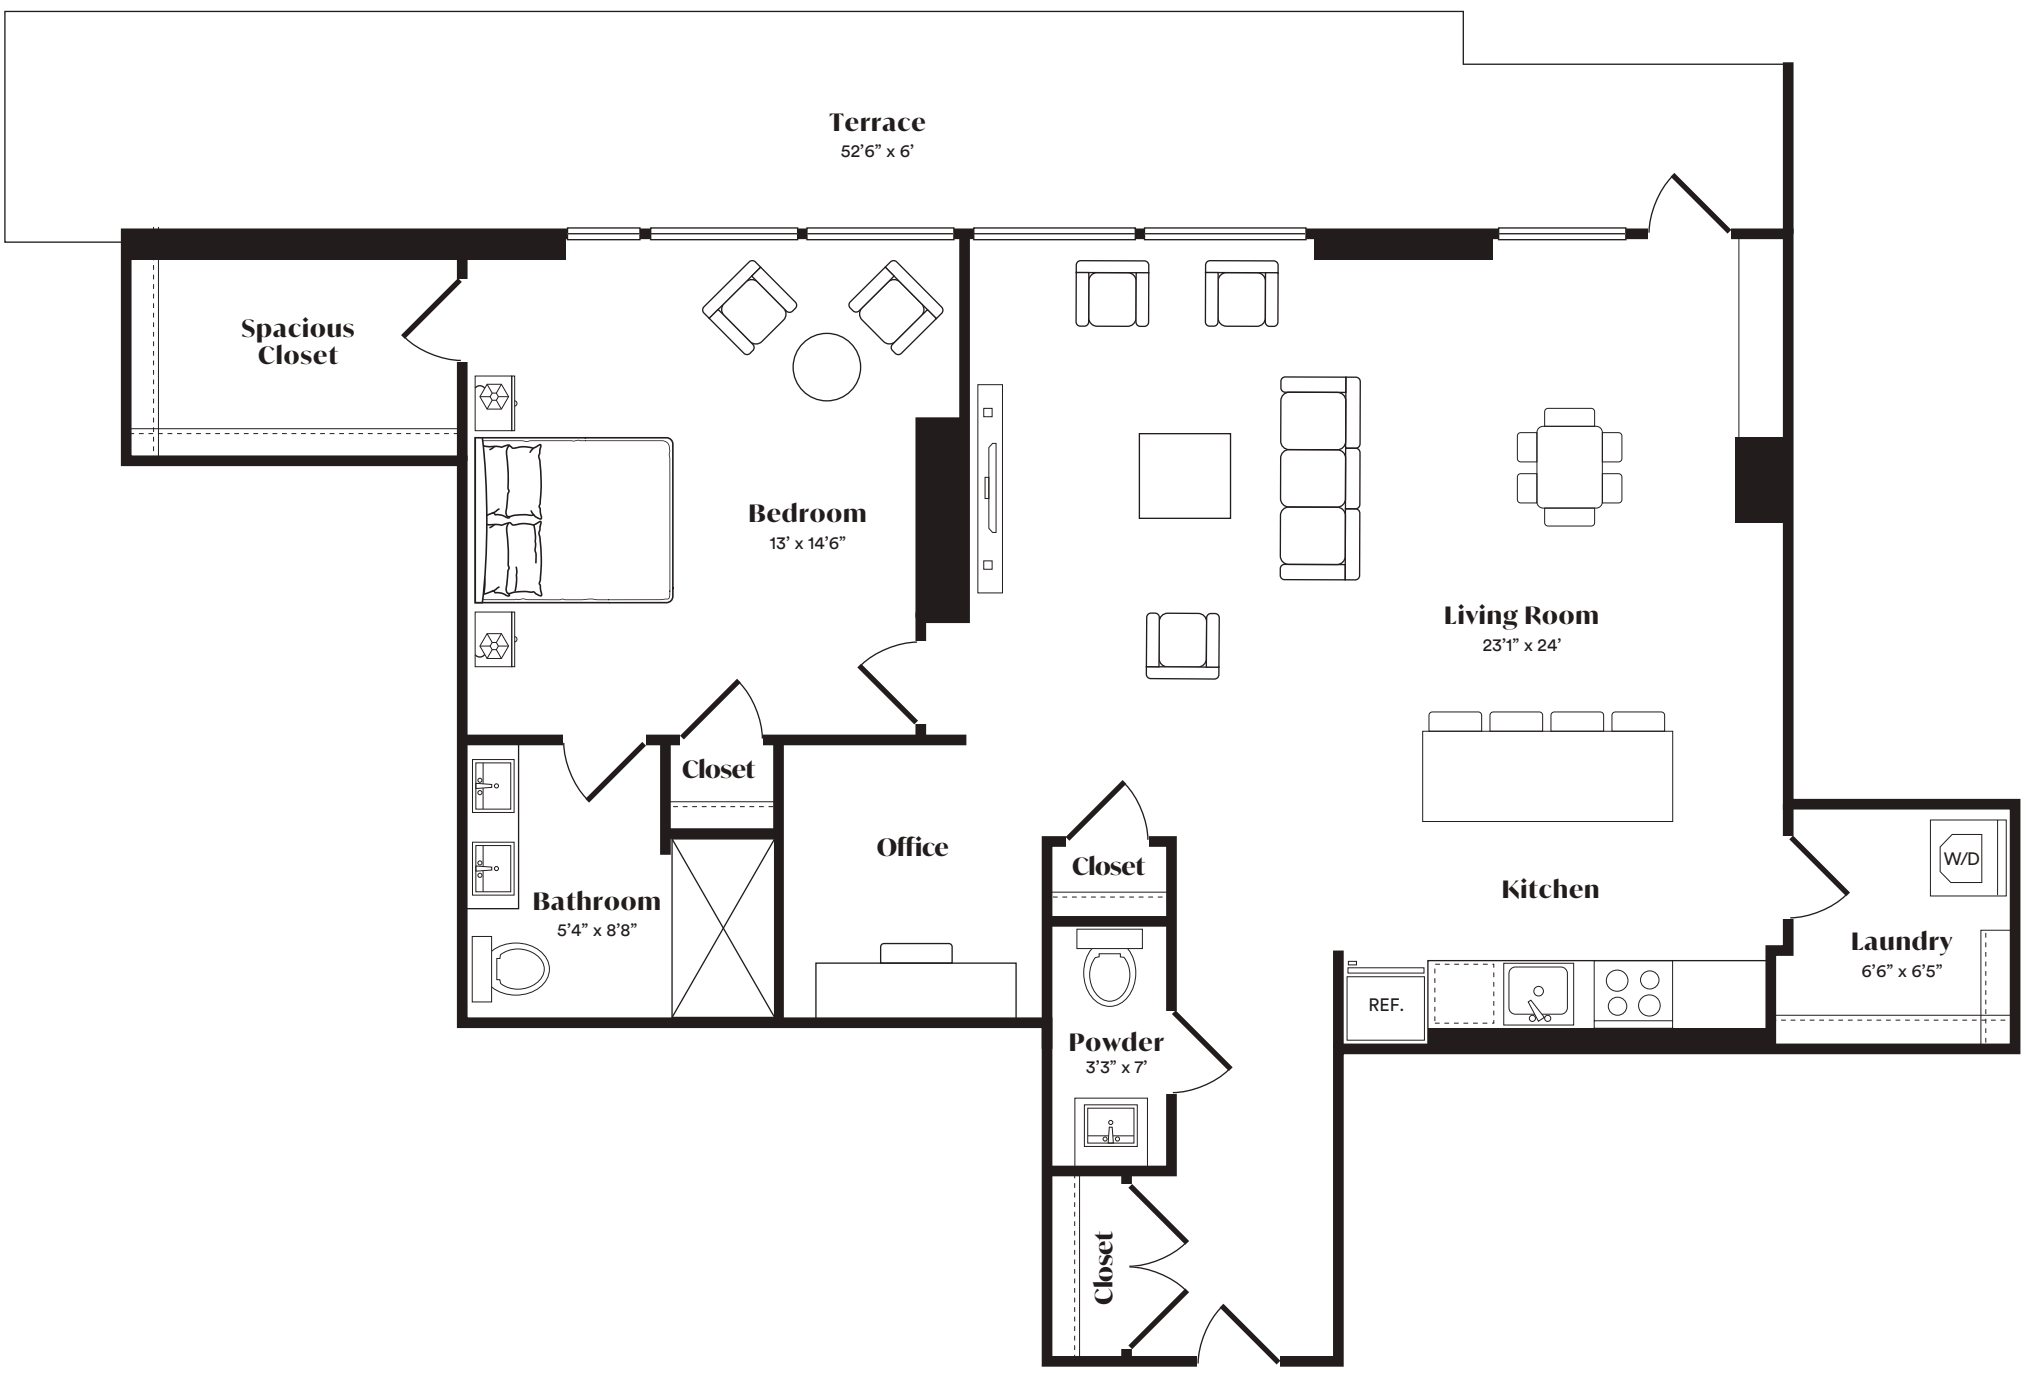 Terrace
52'6” x 6'
Spacious
Closet
Bedroom
13' x 14'6”
Living Room
23'1” x 24'
Closet
Office
Closet
Bathroom
5'4” x 8'8”
Kitchen
W/D
Laundry
6'6” x 6'5”
REF.
Powder
3'3” x 7'
Closet